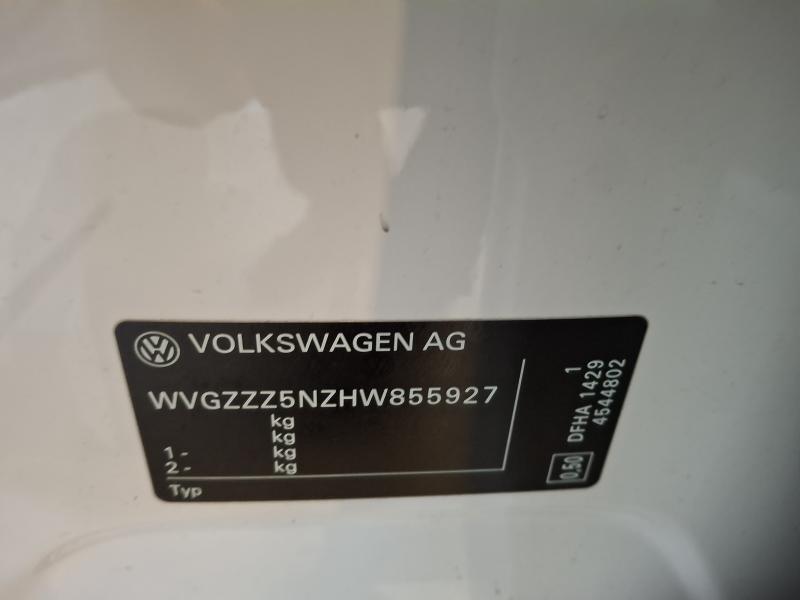 VOLKSWAGEN AG
WVGZZZ5NZHW855927
kg
kg
1 - kg
2 - kg
Typ
1
DFHA 1429
4544802
0,50